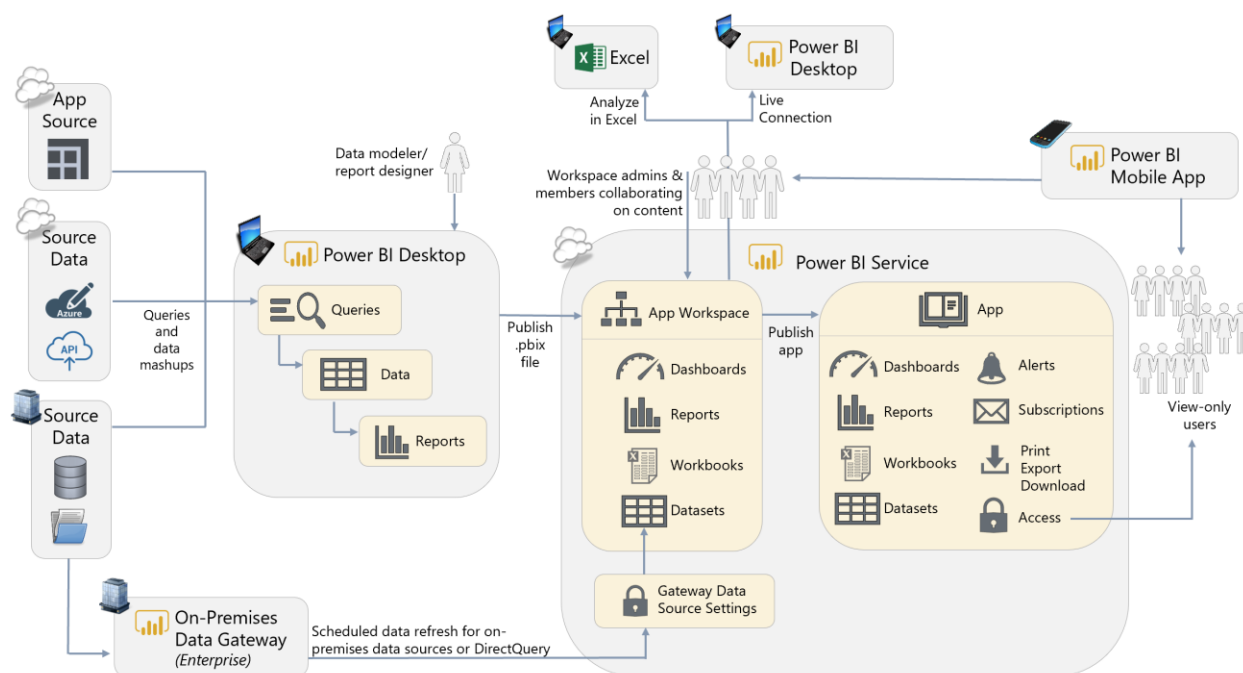 App
Source
Source
Data
Azure
API
Source
Data
Queries
and
data
mashups
On-Premises
Data Gateway
(Enterprise)
Scheduled data refresh for on-
premises data sources or DirectQuery
Data modeler/
report designer
Power BI Desktop
Queries
Data
Reports
Publish
.pbix
file
Excel
Analyze
in Excel
Power BI
Desktop
Live
Connection
Workspace admins &
members collaborating
on content
Power BI
Mobile App
Power BI Service
App Workspace
Dashboards
Reports
Workbooks
Datasets
Gateway Data
Source Settings
Publish
app
App
Dashboards
Reports
Workbooks
Datasets
Alerts
Subscriptions
Print
Export
Download
Access
View-only
users